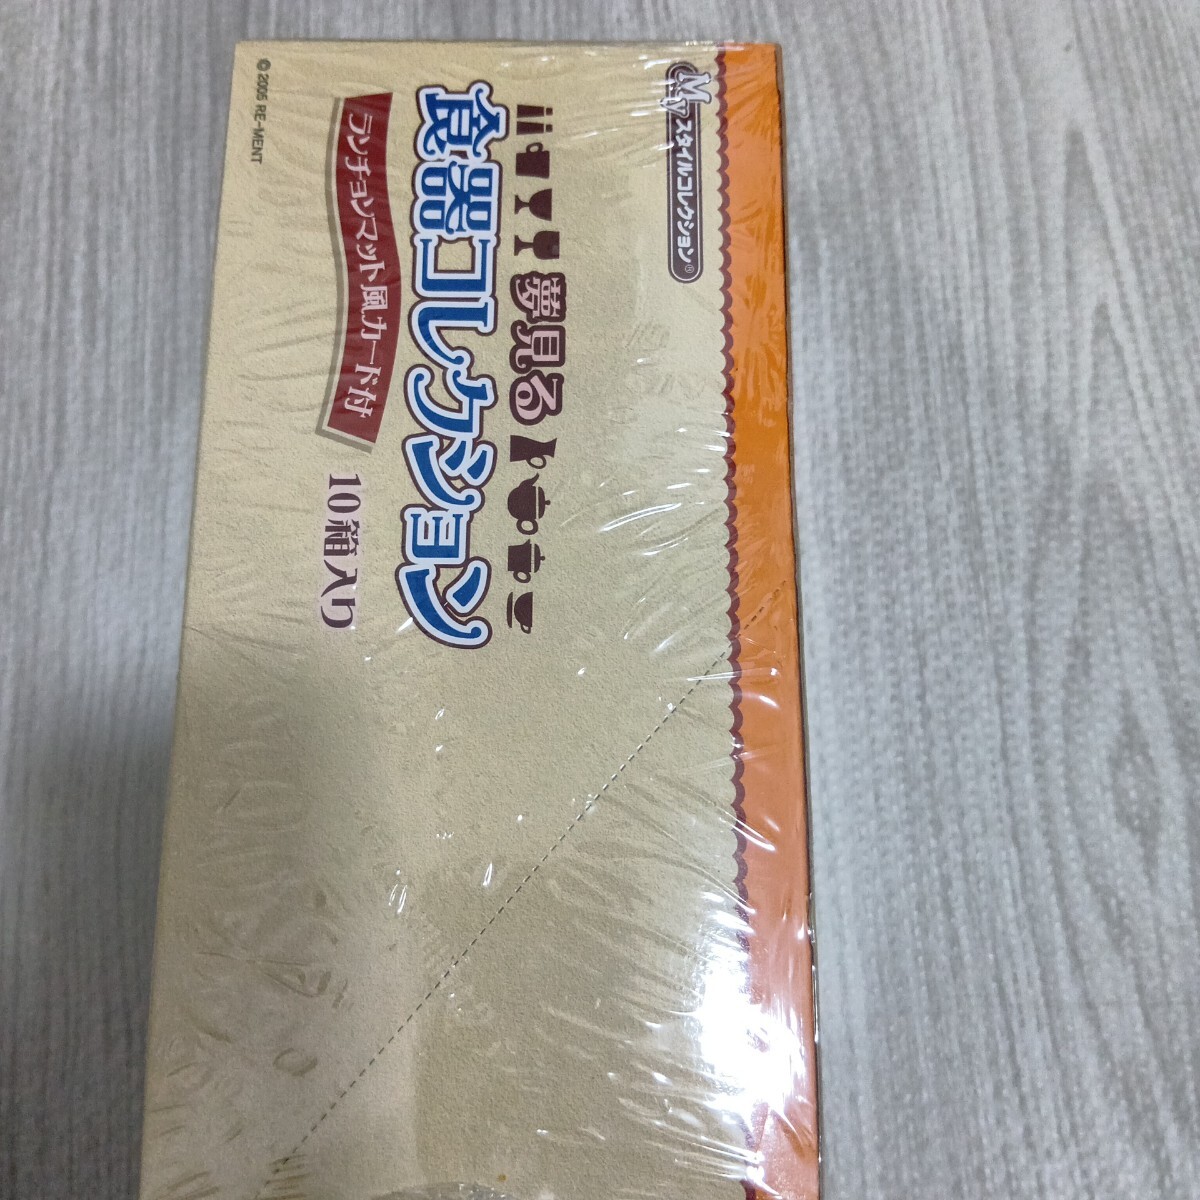 Myスタイルコレクション®
夢見る
食器コレクション
ランチョンマット風カード付
10箱入り
© 2005 RE-MENT